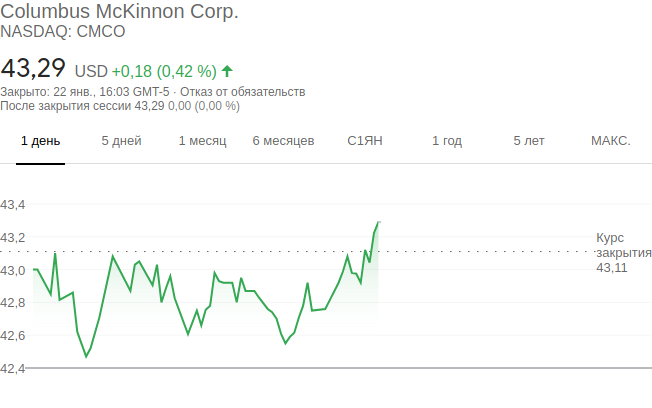 Columbus McKinnon Corp.
NASDAQ: CMCO
43,29 USD +0,18 (0,42 %)
Закрыто: 22 янв., 16:03 GMT-5 · Отказ от обязательств
После закрытия сессии 43,29 0,00 (0,00 %)
1 день 5 дней 1 месяц 6 месяцев С1ЯН 1 год 5 лет МАКС.
43,4
43,2
Курс
закрытия
43,11
43,0
42,8
42,6
42,4